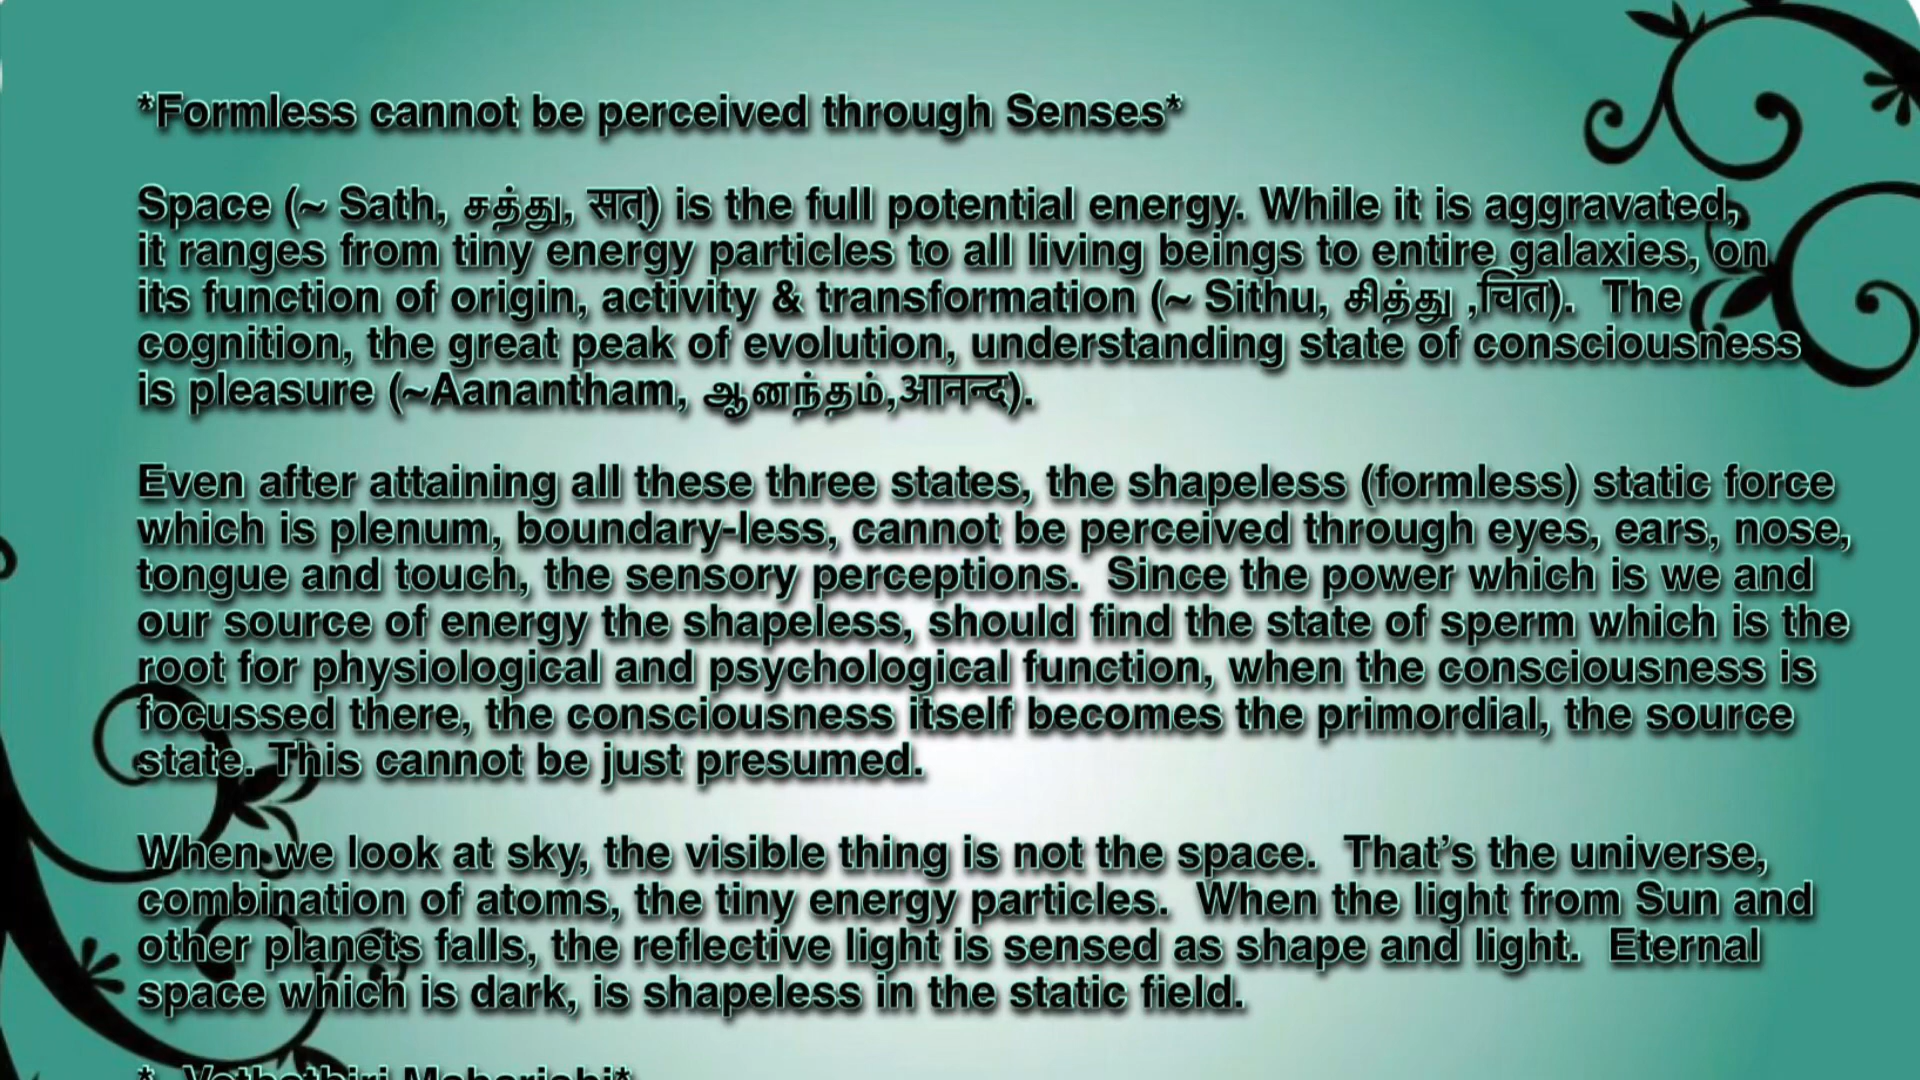 *Formless cannot be perceived through Senses*
Space (~ Sath, சத்து, सत्) is the full potential energy. While it is aggravated,
it ranges from tiny energy particles to all living beings to entire galaxies, on
its function of origin, activity & transformation (~ Sithu, சித்து ,चित). The
cognition, the great peak of evolution, understanding state of consciousness
is pleasure (~Aanantham, ஆனந்தம்,आनन्द).
Even after attaining all these three states, the shapeless (formless) static force
which is plenum, boundary-less, cannot be perceived through eyes, ears, nose,
tongue and touch, the sensory perceptions. Since the power which is we and
our source of energy the shapeless, should find the state of sperm which is the
root for physiological and psychological function, when the consciousness is
focussed there, the consciousness itself becomes the primordial, the source
state. This cannot be just presumed.
When we look at sky, the visible thing is not the space. That's the universe,
combination of atoms, the tiny energy particles. When the light from Sun and
other planets falls, the reflective light is sensed as shape and light. Eternal
space which is dark, is shapeless in the static field.
* Vethathiri Maharishi*